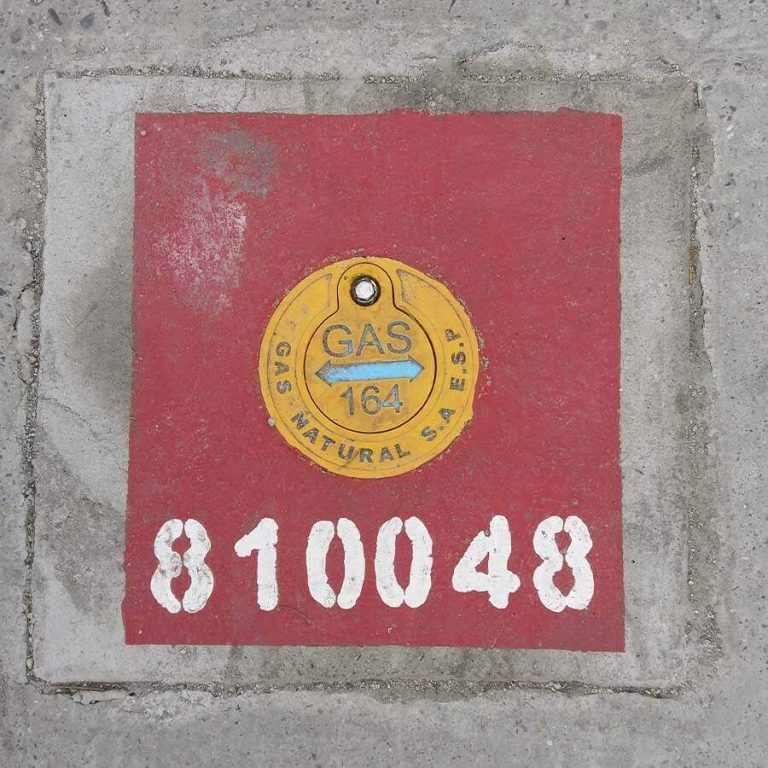 GAS
164
GAS NATURAL S.A E.S.P
810048